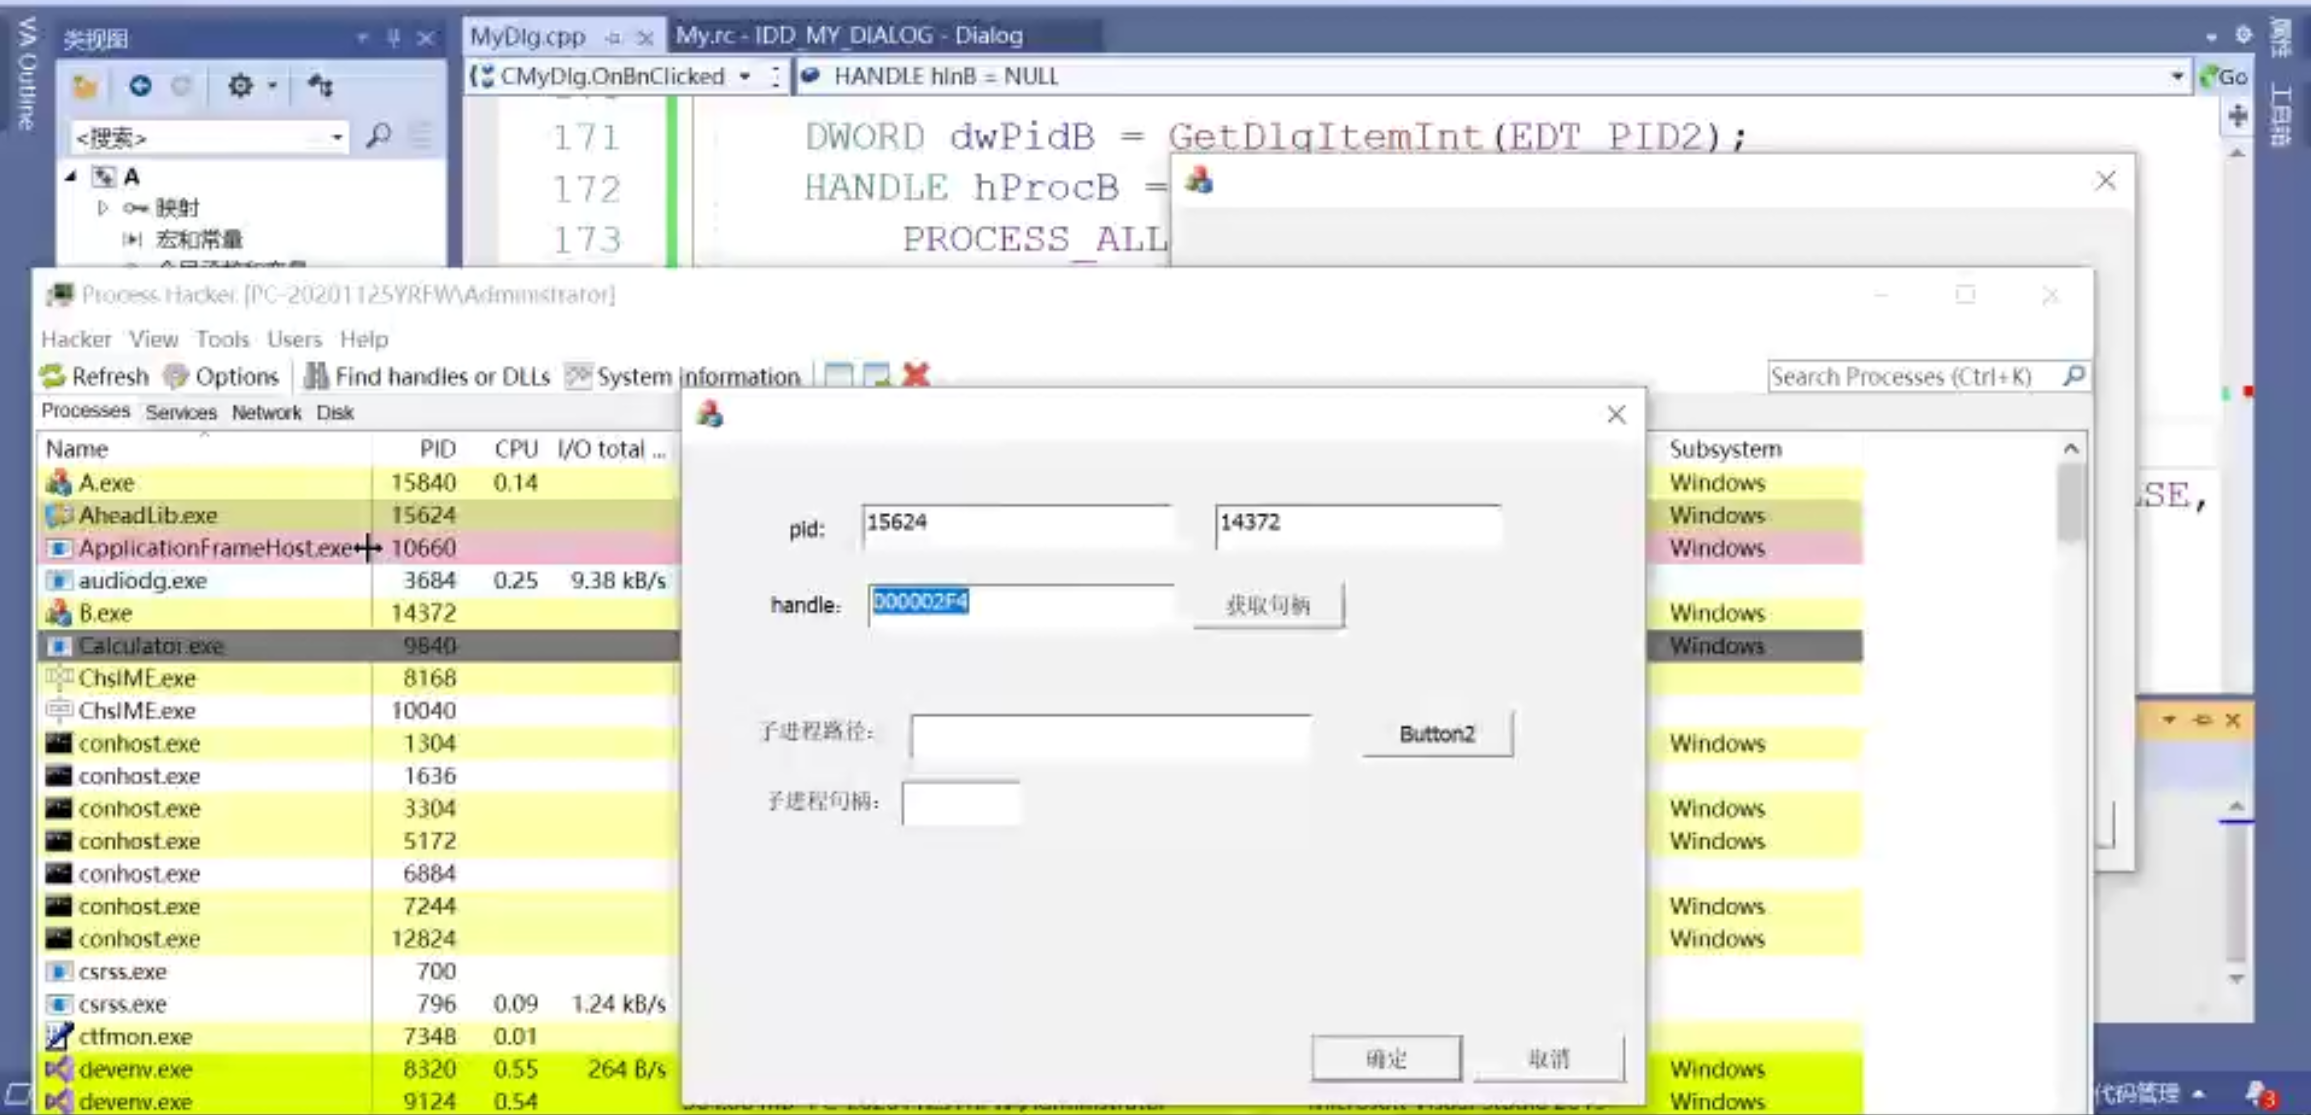 VA Outline
类视图
MyDlg.cpp
My.rc - IDD_MY_DIALOG - Dialog
属性
工具箱
CMyDlg.OnBnClicked
HANDLE hInB = NULL
Go
<搜索>
A
映射
宏和常量
171 DWORD dwPidB = GetDlgItemInt(EDT_PID2);
172 HANDLE hProcB =
173 PROCESS_ALL
Process Hacker [PC-20201125YRFW\Administrator]
Hacker View Tools Users Help
Refresh Options Find handles or DLLs System information
Search Processes (Ctrl+K)
Processes Services Network Disk
Name PID CPU I/O total ... Subsystem
A.exe 15840 0.14 Windows
AheadLib.exe 15624 Windows
ApplicationFrameHost.exe 10660 Windows
audiodg.exe 3684 0.25 9.38 kB/s
B.exe 14372 Windows
Calculator.exe 9840 Windows
ChsIME.exe 8168
ChsIME.exe 10040
conhost.exe 1304 Windows
conhost.exe 1636
conhost.exe 3304 Windows
conhost.exe 5172 Windows
conhost.exe 6884
conhost.exe 7244 Windows
conhost.exe 12824 Windows
csrss.exe 700
csrss.exe 796 0.09 1.24 kB/s
ctfmon.exe 7348 0.01
devenv.exe 8320 0.55 264 B/s Windows
devenv.exe 9124 0.54 Windows
pid: 15624 14372
handle: 000002F4 获取句柄
子进程路径: Button2
子进程句柄:
确定 取消
LSE,
代码管理
3